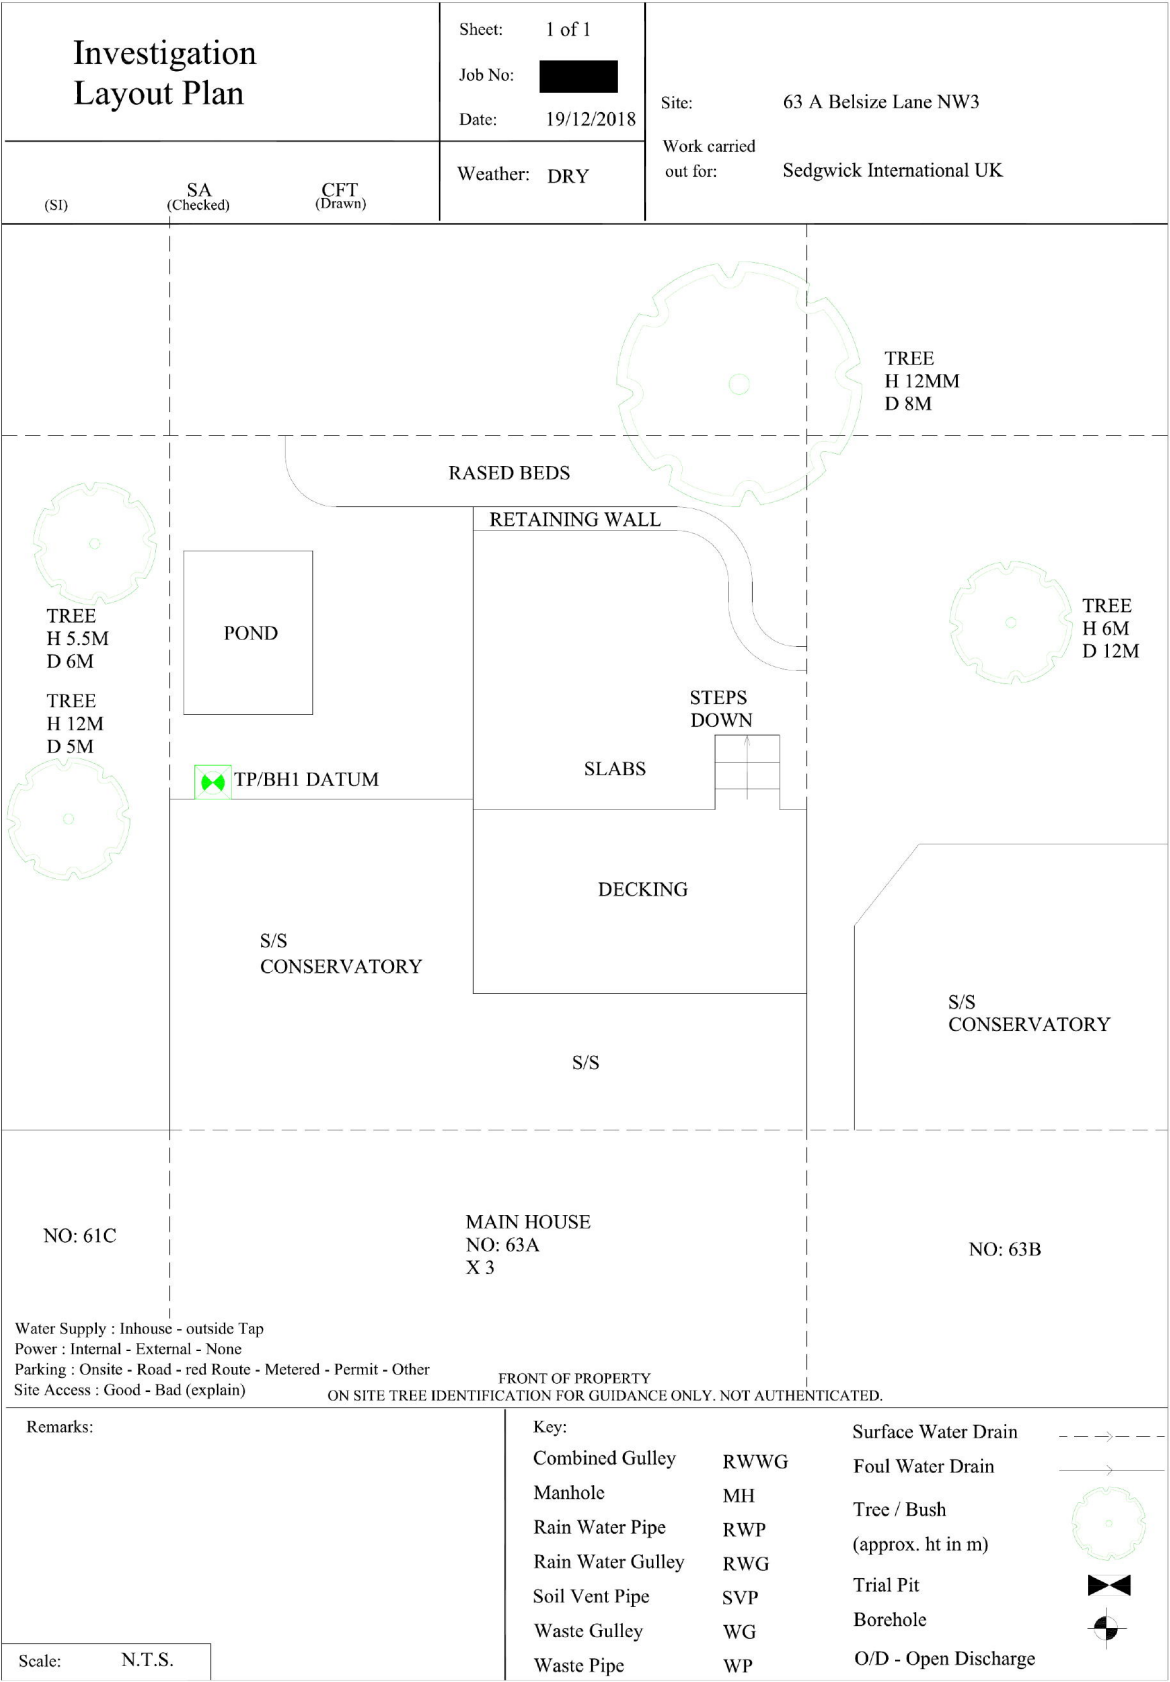 Investigation
Layout Plan
Sheet: 1 of 1
Job No:
Date: 19/12/2018
Weather: DRY
Site: 63 A Belsize Lane NW3
Work carried
out for: Sedgwick International UK
(SI)
SA
(Checked)
CFT
(Drawn)
TREE
H 12MM
D 8M
RASED BEDS
RETAINING WALL
TREE
H 5.5M
D 6M
POND
TREE
H 6M
D 12M
TREE
H 12M
D 5M
STEPS
DOWN
TP/BH1 DATUM
SLABS
DECKING
S/S
CONSERVATORY
S/S
CONSERVATORY
S/S
NO: 61C
MAIN HOUSE
NO: 63A
X 3
NO: 63B
Water Supply : Inhouse - outside Tap
Power : Internal - External - None
Parking : Onsite - Road - red Route - Metered - Permit - Other
Site Access : Good - Bad (explain)
FRONT OF PROPERTY
ON SITE TREE IDENTIFICATION FOR GUIDANCE ONLY. NOT AUTHENTICATED.
Remarks:
Scale: N.T.S.
Key:
Combined Gulley RWWG
Manhole MH
Rain Water Pipe RWP
Rain Water Gulley RWG
Soil Vent Pipe SVP
Waste Gulley WG
Waste Pipe WP
Surface Water Drain
Foul Water Drain
Tree / Bush
(approx. ht in m)
Trial Pit
Borehole
O/D - Open Discharge